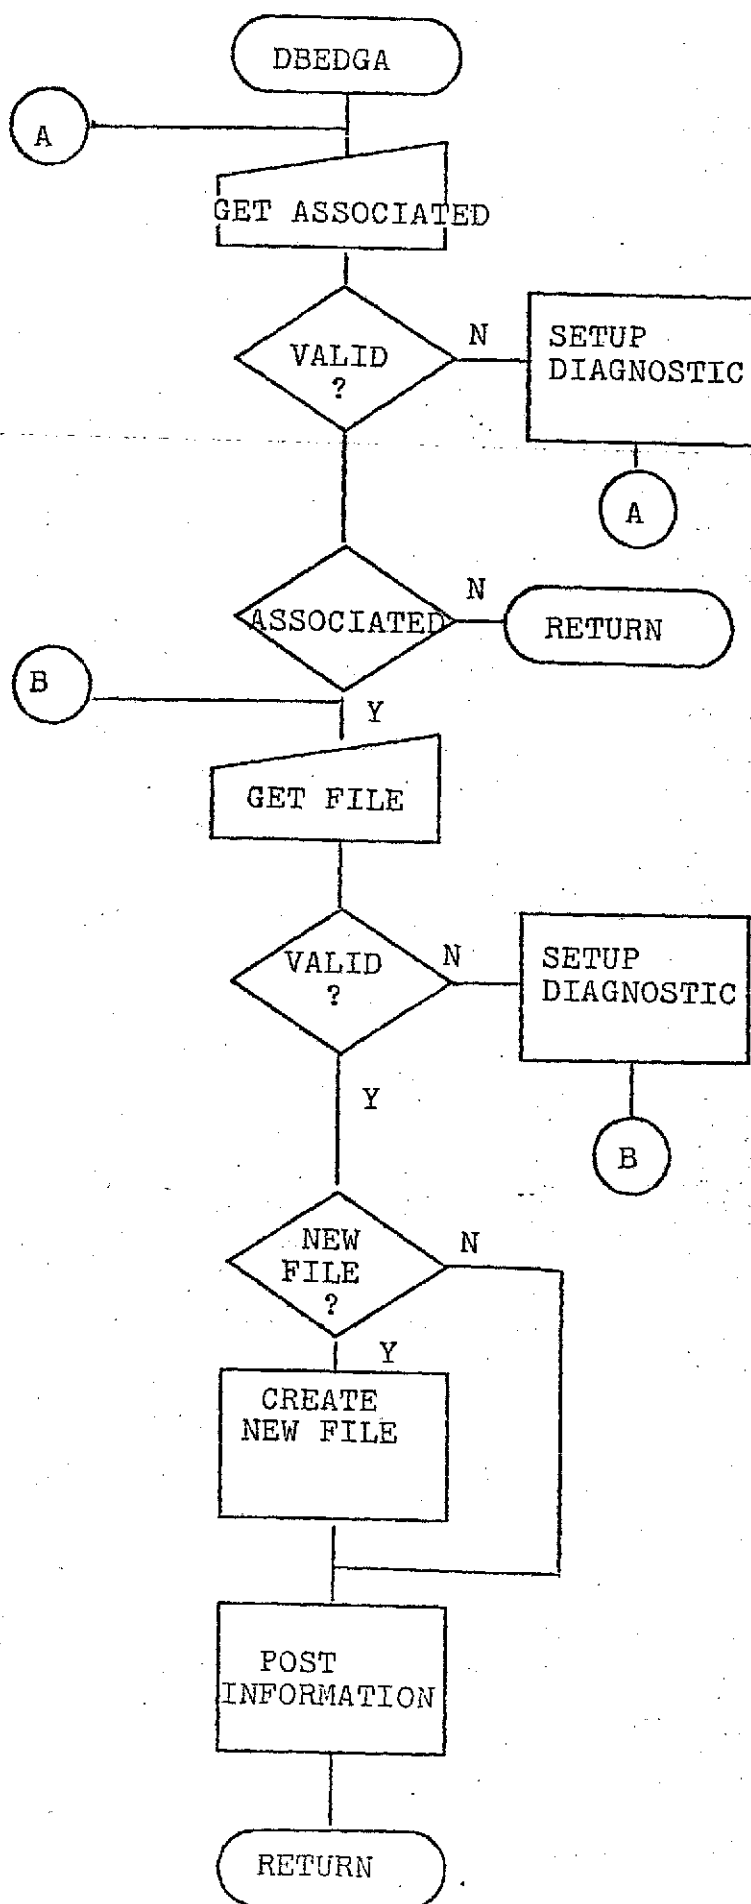 DBEDGA
A
GET ASSOCIATED
VALID
?
N
SETUP
DIAGNOSTIC
A
ASSOCIATED
N
RETURN
B
Y
GET FILE
VALID
?
N
SETUP
DIAGNOSTIC
Y
B
NEW
FILE
?
N
Y
CREATE
NEW FILE
POST
INFORMATION
RETURN